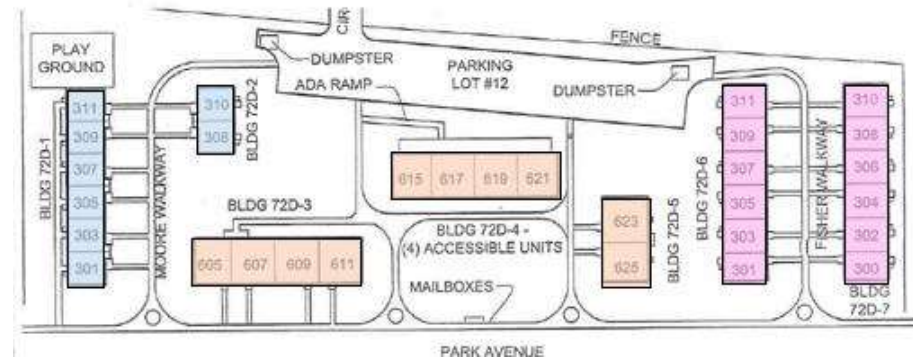 CIR
FENCE
PLAY
GROUND
DUMPSTER
PARKING
LOT #12
ADA RAMP
DUMPSTER
BLDG 72D-1
311
309
307
305
303
301
MOORE WALKWAY
310
308
BLDG 72D-2
BLDG 72D-3
605
607
609
611
615
617
619
621
BLDG 72D-4 -
(4) ACCESSIBLE UNITS
MAILBOXES
623
625
BLDG 72D-5
BLDG 72D-6
311
309
307
305
303
301
FISHER WALKWAY
310
308
306
304
302
300
BLDG
72D-7
PARK AVENUE